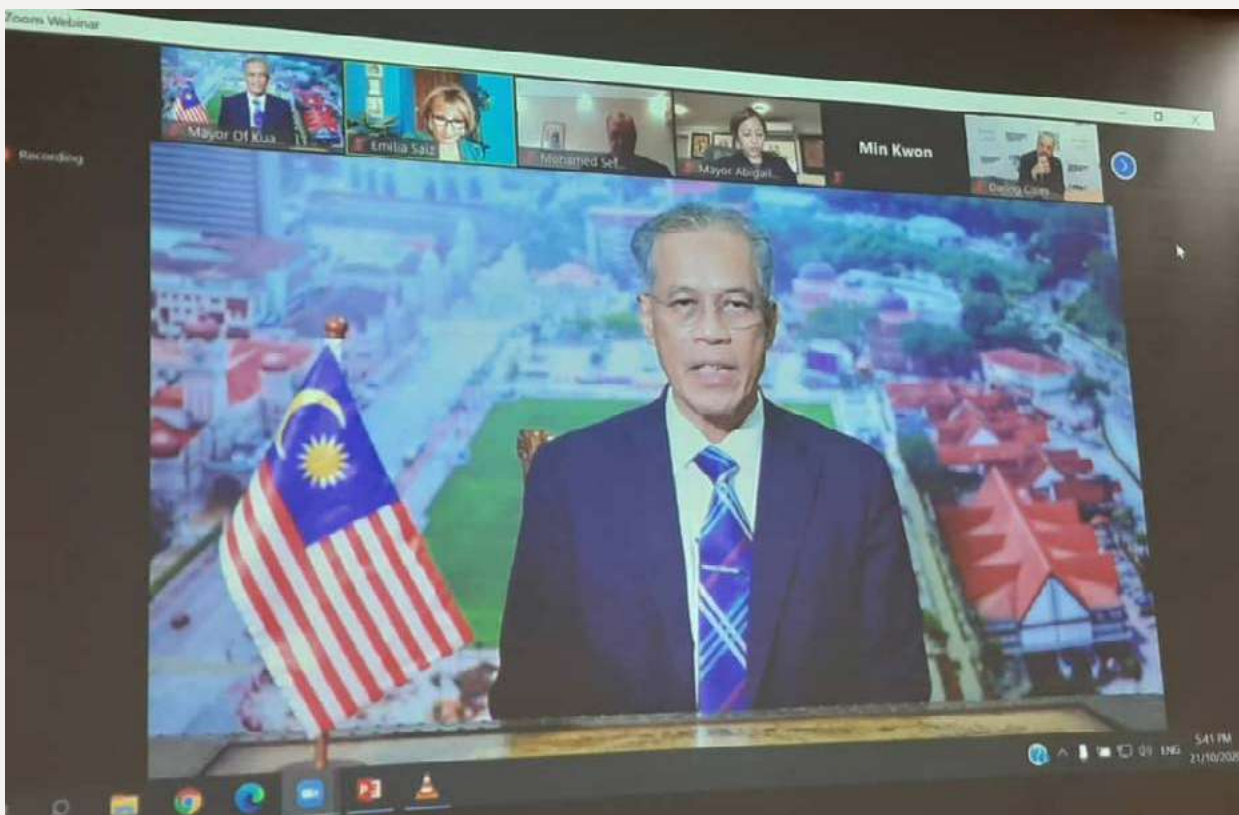 Zoom Webinar
Recording
Mayor Of Kua...
Emilia Saiz
Mohamed Sef...
Mayor Abigail...
Min Kwon
ENG
5:41 PM
21/10/2020